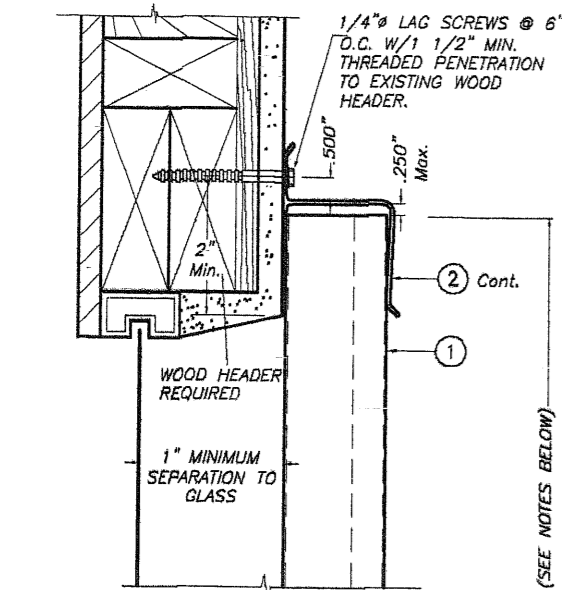 1/4"ø LAG SCREWS @ 6"
O.C. W/1 1/2" MIN.
THREADED PENETRATION
TO EXISTING WOOD
HEADER.
.500"
.250"
Max.
2"
Min.
2 Cont.
1
WOOD HEADER
REQUIRED
1" MINIMUM
SEPARATION TO
GLASS
(SEE NOTES BELOW)